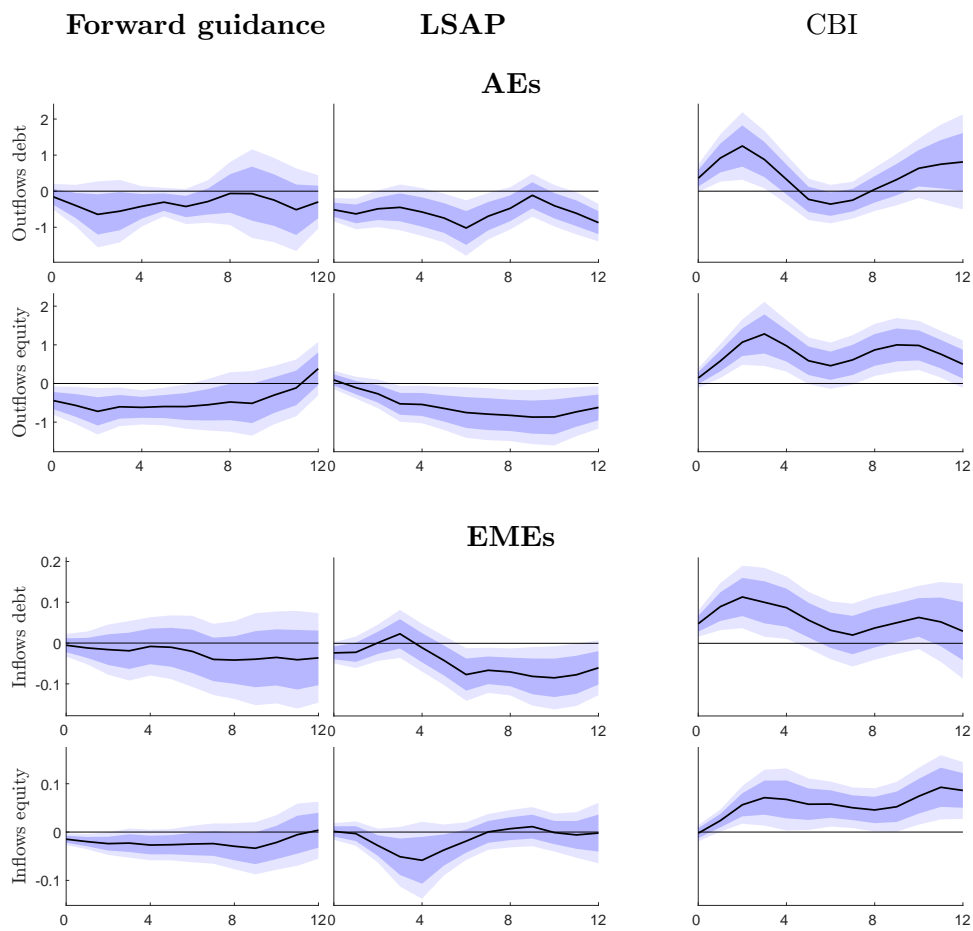 Forward guidance LSAP CBI
AEs
Outflows debt
2
1
0
-1
0 4 8 12 0 4 8 12 0 4 8 12
Outflows equity
2
1
0
-1
0 4 8 12 0 4 8 12 0 4 8 12
EMEs
Inflows debt
0.2
0.1
0
-0.1
0 4 8 12 0 4 8 12 0 4 8 12
Inflows equity
0.1
0
-0.1
0 4 8 12 0 4 8 12 0 4 8 12